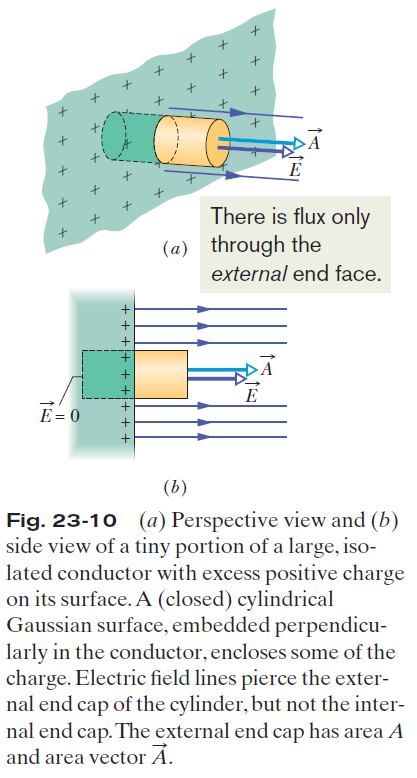 A
E
There is flux only
through the
external end face.
(a)
+
+
+
A
+
+
E
+
E = 0
+
+
+
(b)
Fig. 23-10 (a) Perspective view and (b)
side view of a tiny portion of a large, iso-
lated conductor with excess positive charge
on its surface. A (closed) cylindrical
Gaussian surface, embedded perpendicu-
larly in the conductor, encloses some of the
charge. Electric field lines pierce the exter-
nal end cap of the cylinder, but not the inter-
nal end cap. The external end cap has area A
and area vector A⃗.